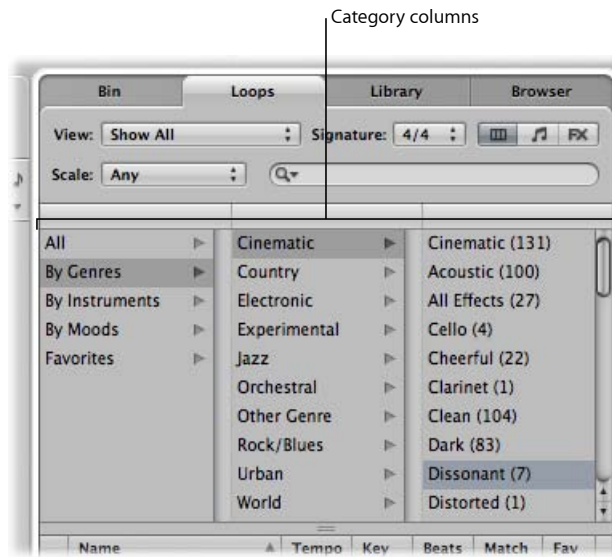 Category columns
Bin Loops Library Browser
View: Show All Signature: 4/4 FX
Scale: Any
All Cinematic Cinematic (131)
By Genres Country Acoustic (100)
By Instruments Electronic All Effects (27)
By Moods Experimental Cello (4)
Favorites Jazz Cheerful (22)
Orchestral Clarinet (1)
Other Genre Clean (104)
Rock/Blues Dark (83)
Urban Dissonant (7)
World Distorted (1)
Name Tempo Key Beats Match Fav